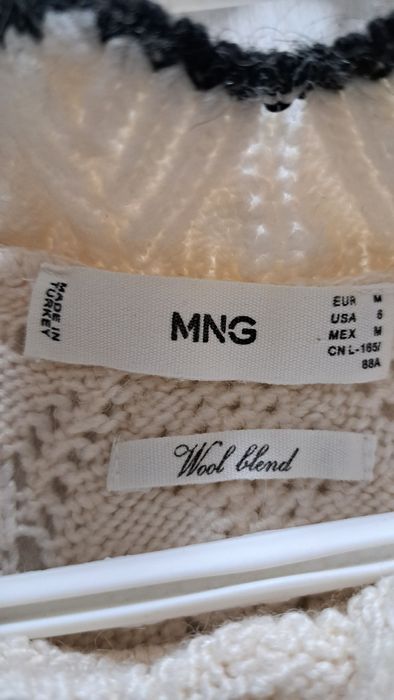 MADE IN
TURKEY
MNG
EUR M
USA 6
MEX M
CN L-165/
88A
Wool blend